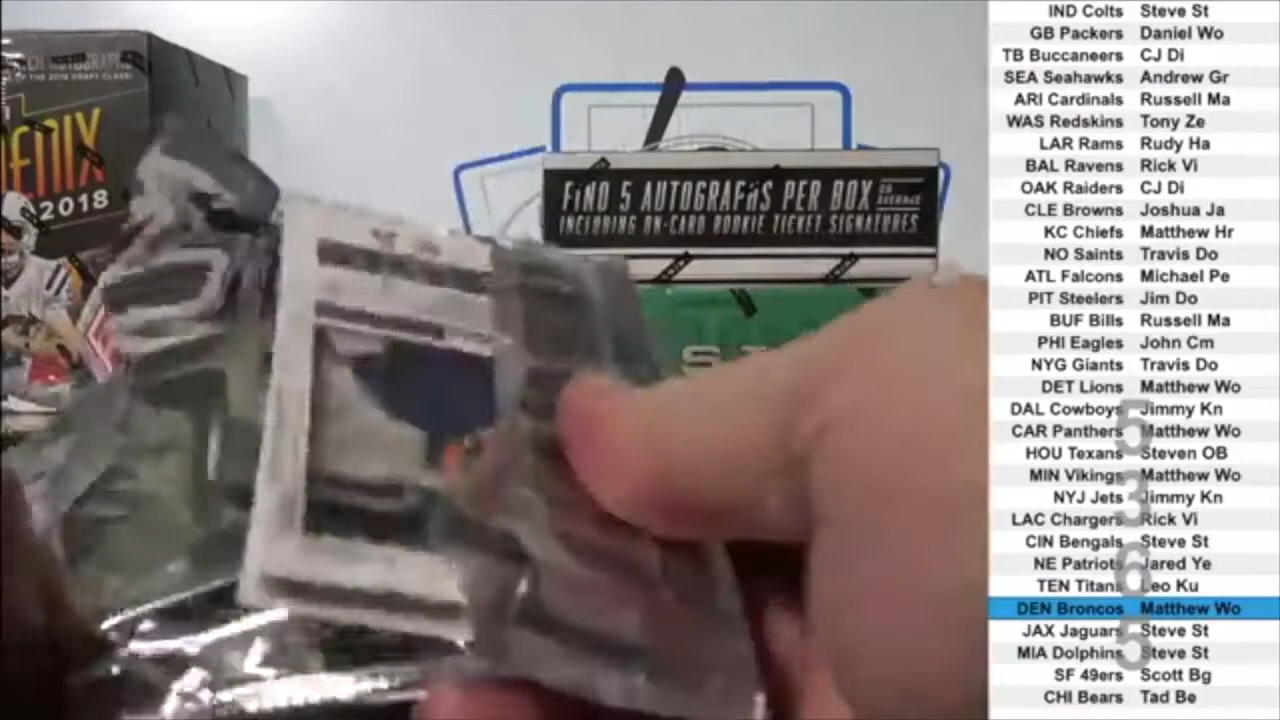 ENIX
2018
FIND 5 AUTOGRAPHS PER BOX ON AVERAGE
INCLUDING ON-CARD ROOKIE TICKET SIGNATURES
IND Colts Steve St
GB Packers Daniel Wo
TB Buccaneers CJ Di
SEA Seahawks Andrew Gr
ARI Cardinals Russell Ma
WAS Redskins Tony Ze
LAR Rams Rudy Ha
BAL Ravens Rick Vi
OAK Raiders CJ Di
CLE Browns Joshua Ja
KC Chiefs Matthew Hr
NO Saints Travis Do
ATL Falcons Michael Pe
PIT Steelers Jim Do
BUF Bills Russell Ma
PHI Eagles John Cm
NYG Giants Travis Do
DET Lions Matthew Wo
DAL Cowboys Jimmy Kn
CAR Panthers Matthew Wo
HOU Texans Steven OB
MIN Vikings Matthew Wo
NYJ Jets Jimmy Kn
LAC Chargers Rick Vi
CIN Bengals Steve St
NE Patriots Jared Ye
TEN Titans Leo Ku
DEN Broncos Matthew Wo
JAX Jaguars Steve St
MIA Dolphins Steve St
SF 49ers Scott Bg
CHI Bears Tad Be
5365